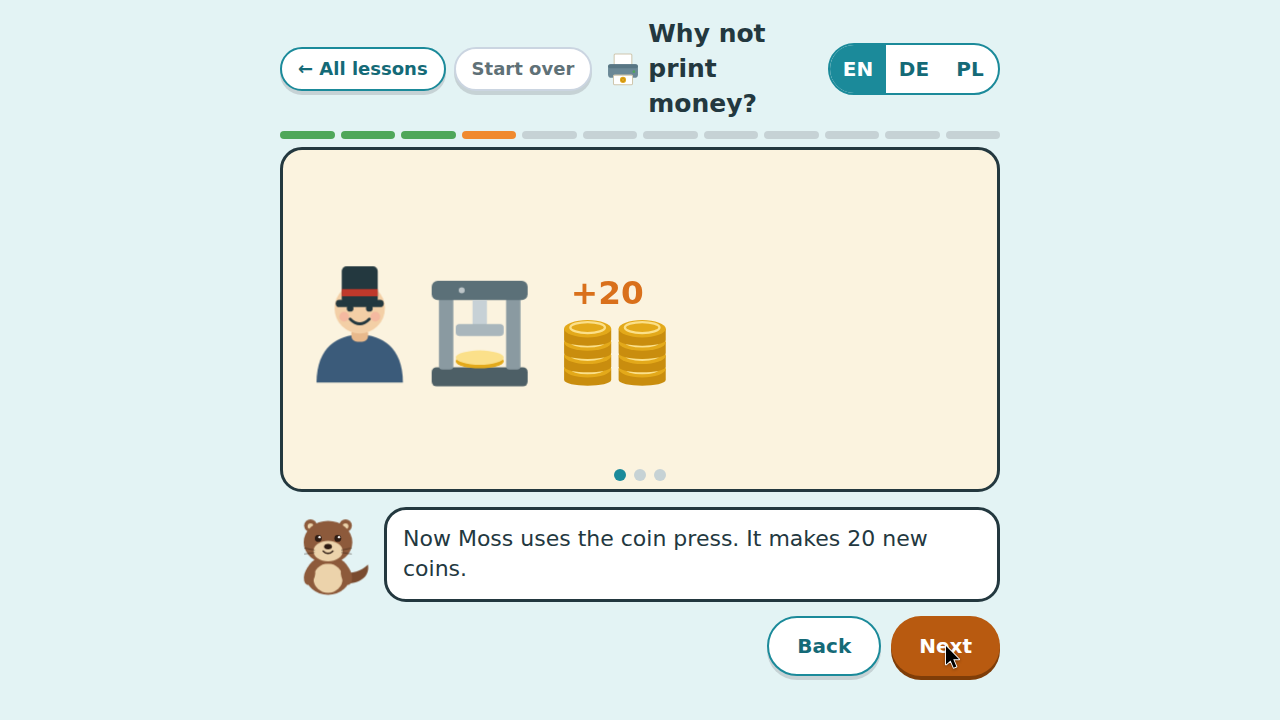 ← All lessons
Start over
Why not
print
money?
EN
DE
PL
+20
Now Moss uses the coin press. It makes 20 new
coins.
Back
Next